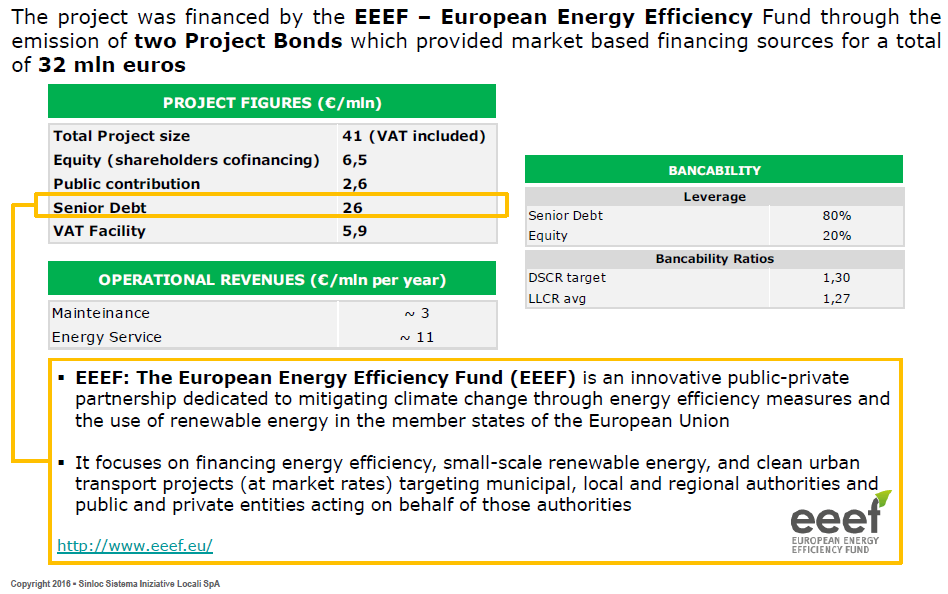 The project was financed by the EEEF – European Energy Efficiency Fund through the
emission of two Project Bonds which provided market based financing sources for a total
of 32 mln euros
PROJECT FIGURES (€/mln)
Total Project size 41 (VAT included)
Equity (shareholders cofinancing) 6,5
Public contribution 2,6
Senior Debt 26
VAT Facility 5,9
OPERATIONAL REVENUES (€/mln per year)
Mainteinance ~ 3
Energy Service ~ 11
BANCABILITY
Leverage
Senior Debt 80%
Equity 20%
Bancability Ratios
DSCR target 1,30
LLCR avg 1,27
▪ EEEF: The European Energy Efficiency Fund (EEEF) is an innovative public-private
partnership dedicated to mitigating climate change through energy efficiency measures and
the use of renewable energy in the member states of the European Union
▪ It focuses on financing energy efficiency, small-scale renewable energy, and clean urban
transport projects (at market rates) targeting municipal, local and regional authorities and
public and private entities acting on behalf of those authorities
http://www.eeef.eu/
eeef
EUROPEAN ENERGY
EFFICIENCY FUND
Copyright 2016 ▪ Sinloc Sistema Iniziative Locali SpA